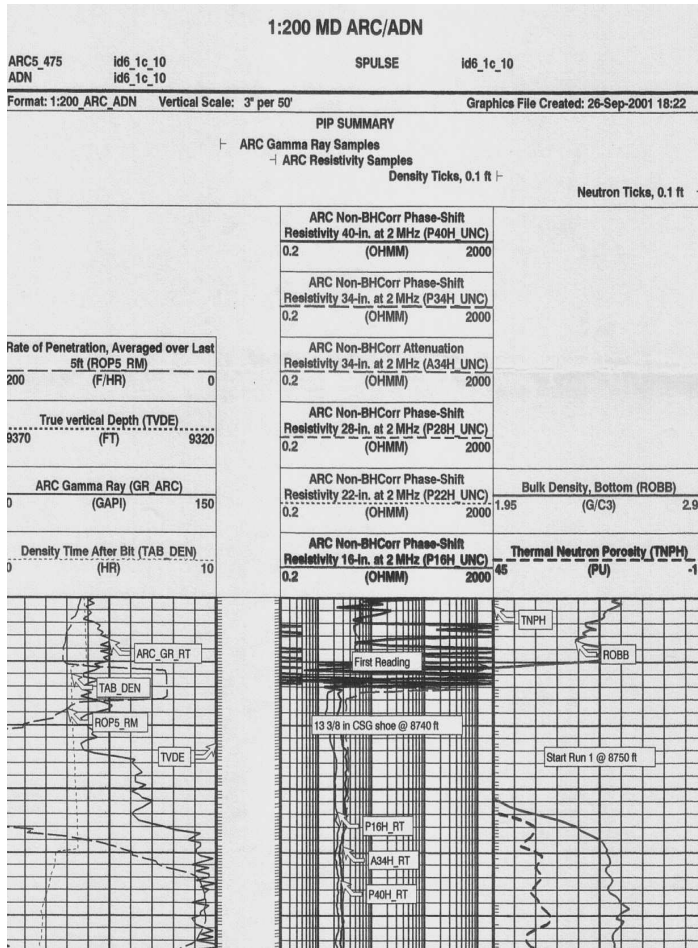 1:200 MD ARC/ADN
ARC5_475 id6_1c_10 SPULSE id6_1c_10
ADN id6_1c_10
Format: 1:200_ARC_ADN Vertical Scale: 3" per 50' Graphics File Created: 26-Sep-2001 18:22
PIP SUMMARY
ARC Gamma Ray Samples
ARC Resistivity Samples
Density Ticks, 0.1 ft
Neutron Ticks, 0.1 ft
ARC Non-BHCorr Phase-Shift
Resistivity 40-in. at 2 MHz (P40H_UNC)
0.2 (OHMM) 2000
ARC Non-BHCorr Phase-Shift
Resistivity 34-in. at 2 MHz (P34H_UNC)
0.2 (OHMM) 2000
Rate of Penetration, Averaged over Last
5ft (ROP5_RM)
200 (F/HR) 0
ARC Non-BHCorr Attenuation
Resistivity 34-in. at 2 MHz (A34H_UNC)
0.2 (OHMM) 2000
True vertical Depth (TVDE)
9370 (FT) 9320
ARC Non-BHCorr Phase-Shift
Resistivity 28-in. at 2 MHz (P28H_UNC)
0.2 (OHMM) 2000
ARC Gamma Ray (GR_ARC)
0 (GAPI) 150
ARC Non-BHCorr Phase-Shift
Resistivity 22-in. at 2 MHz (P22H_UNC)
0.2 (OHMM) 2000
Bulk Density, Bottom (ROBB)
1.95 (G/C3) 2.9
Density Time After Bit (TAB_DEN)
0 (HR) 10
ARC Non-BHCorr Phase-Shift
Resistivity 16-in. at 2 MHz (P16H_UNC)
0.2 (OHMM) 2000
Thermal Neutron Porosity (TNPH)
45 (PU) -1
TNPH
ARC_GR_RT
ROBB
First Reading
TAB_DEN
ROP5_RM
13 3/8 in CSG shoe @ 8740 ft
TVDE
Start Run 1 @ 8750 ft
P16H_RT
A34H_RT
P40H_RT